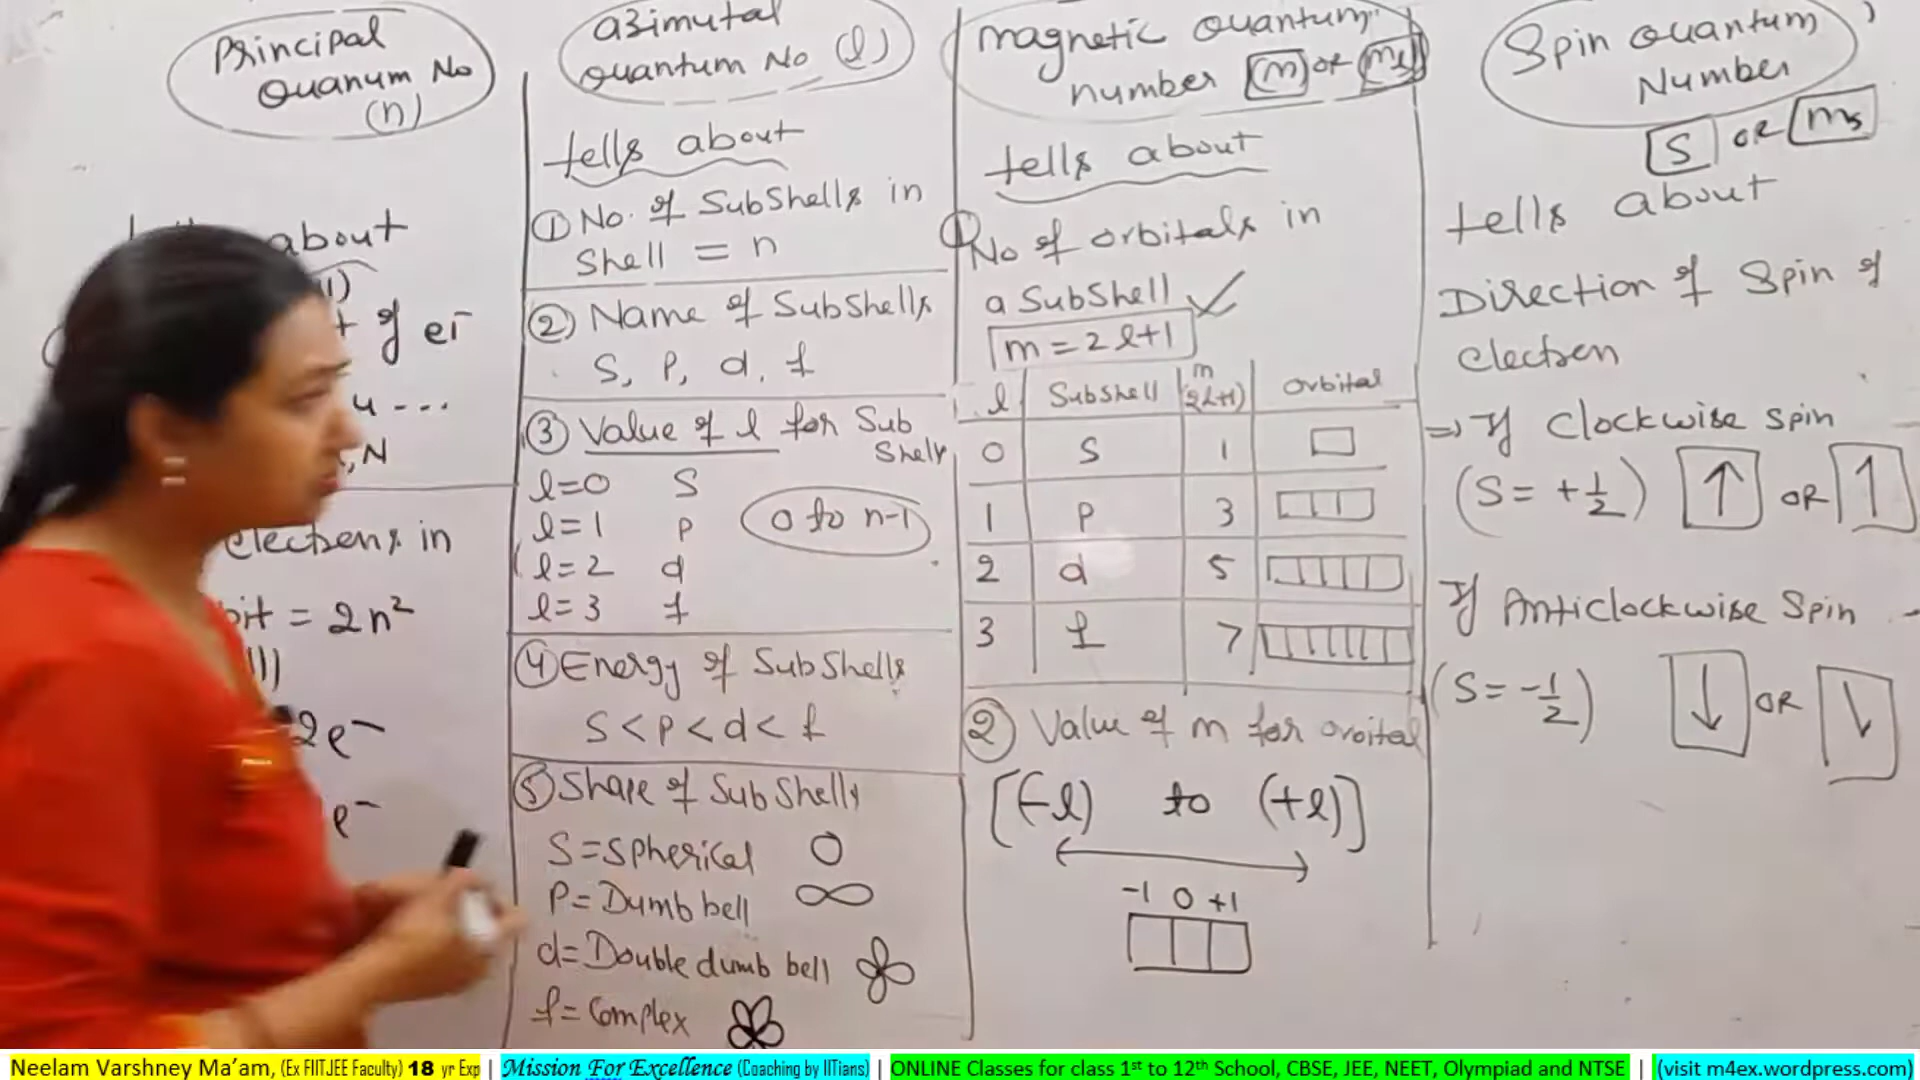 Principal
Quanum No
(n)
about
of er
4 ---
,N
electrons in
bit = 2n²
2e⁻
e⁻
azimutal
Quantum No (l)
tells about
① No. of SubShells in
Shell = n
② Name of SubShells
S, P, d, f
③ Value of l for Sub
Shells
l=0 S
l=1 P
l=2 d
l=3 f
0 to n-1
④ Energy of SubShells
S < P < d < f
⑤ Shape of SubShells
S = Spherical
P = Dumb bell
d = Double dumb bell
f = Complex
magnetic Quantum
number (m) or (ml)
tells about
① No of orbitals in
a SubShell
m = 2l+1
l SubShell m (2l+1) orbital
0 S 1
1 P 3
2 d 5
3 f 7
② Value of m for orbital
[(-l) to (+l)]
-1 0 +1
Spin Quantum
Number
S OR ms
tells about
Direction of Spin of
electron
⇒ If Clockwise spin
(S = +1/2) ↑ OR ↿
If Anticlockwise Spin
(S = -1/2) ↓ OR ⇂
Neelam Varshney Ma’am, (Ex FIITJEE Faculty) 18 yr Exp | Mission For Excellence (Coaching by IITians) | ONLINE Classes for class 1st to 12th School, CBSE, JEE, NEET, Olympiad and NTSE | (visit m4ex.wordpress.com)